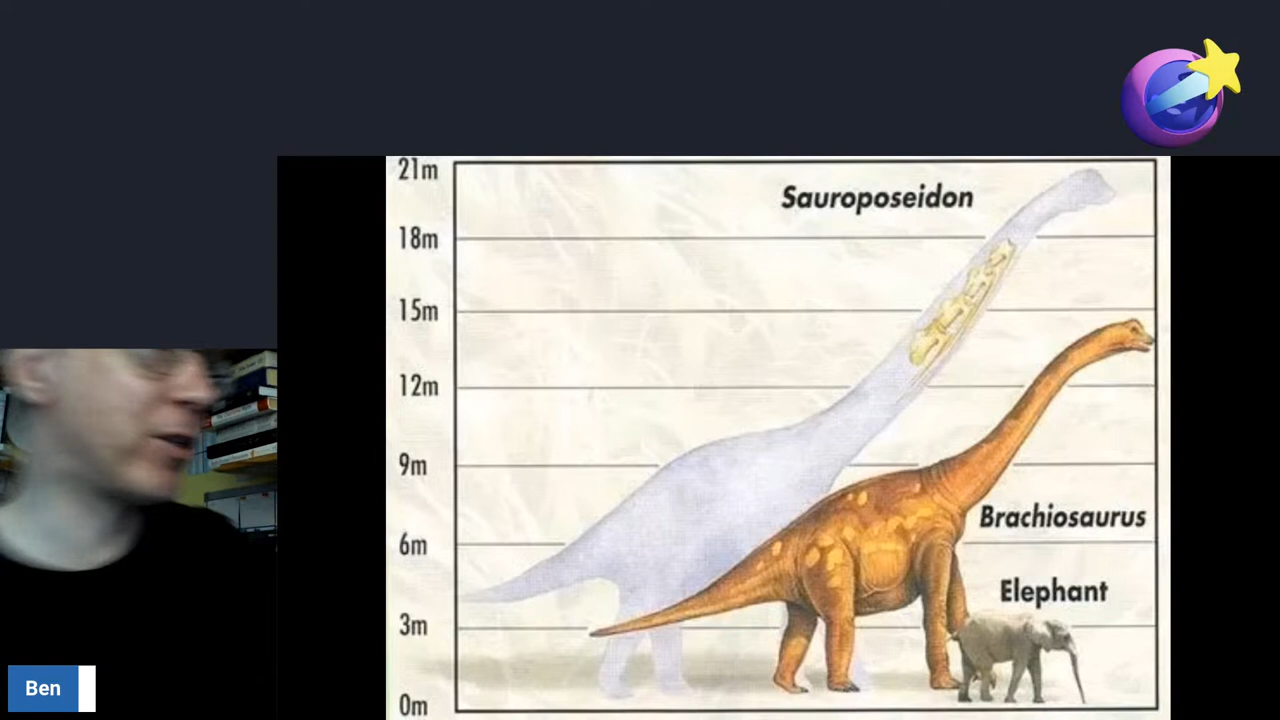 21m
Sauroposeidon
18m
15m
12m
9m
Brachiosaurus
6m
Elephant
3m
0m
Ben